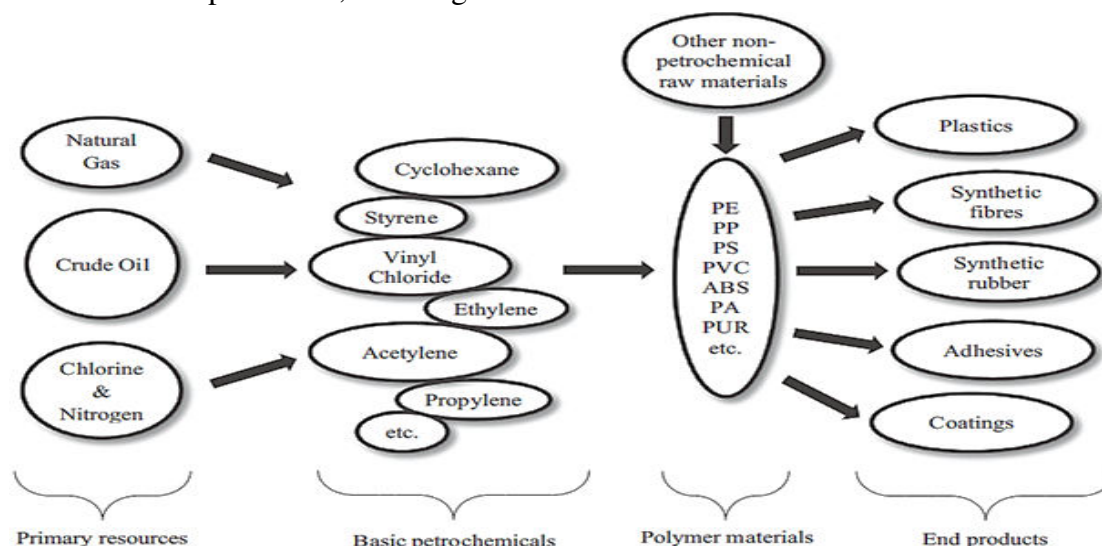 Other non-
petrochemical
raw materials
Natural
Gas
Crude Oil
Chlorine
&
Nitrogen
Cyclohexane
Styrene
Vinyl
Chloride
Ethylene
Acetylene
Propylene
etc.
PE
PP
PS
PVC
ABS
PA
PUR
etc.
Plastics
Synthetic
fibres
Synthetic
rubber
Adhesives
Coatings
Primary resources
Basic petrochemicals
Polymer materials
End products